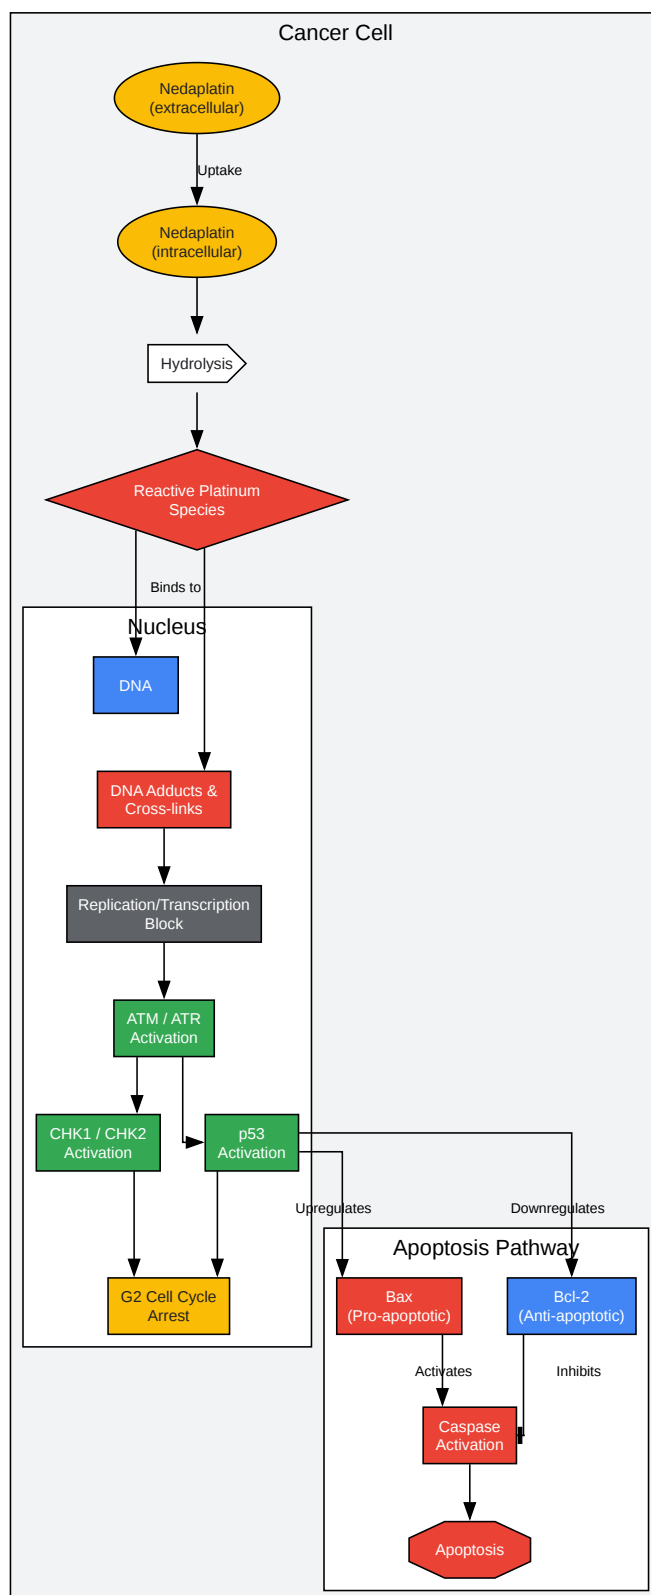 Cancer Cell
Nedaplatin
(extracellular)
Uptake
Nedaplatin
(intracellular)
Hydrolysis
Reactive Platinum
Species
Binds to
Nucleus
DNA
DNA Adducts &
Cross-links
Replication/Transcription
Block
ATM / ATR
Activation
CHK1 / CHK2
Activation
p53
Activation
Upregulates
Downregulates
Apoptosis Pathway
G2 Cell Cycle
Arrest
Bax
(Pro-apoptotic)
Bcl-2
(Anti-apoptotic)
Activates
Inhibits
Caspase
Activation
Apoptosis